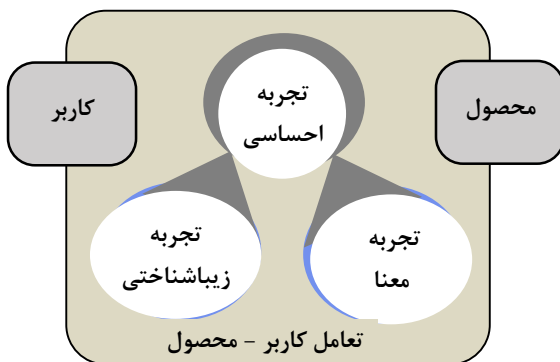 تجربه
احساسی
محصول
کاربر
تجربه
معنا
تجربه
زیباشناختی
تعامل کاربر – محصول